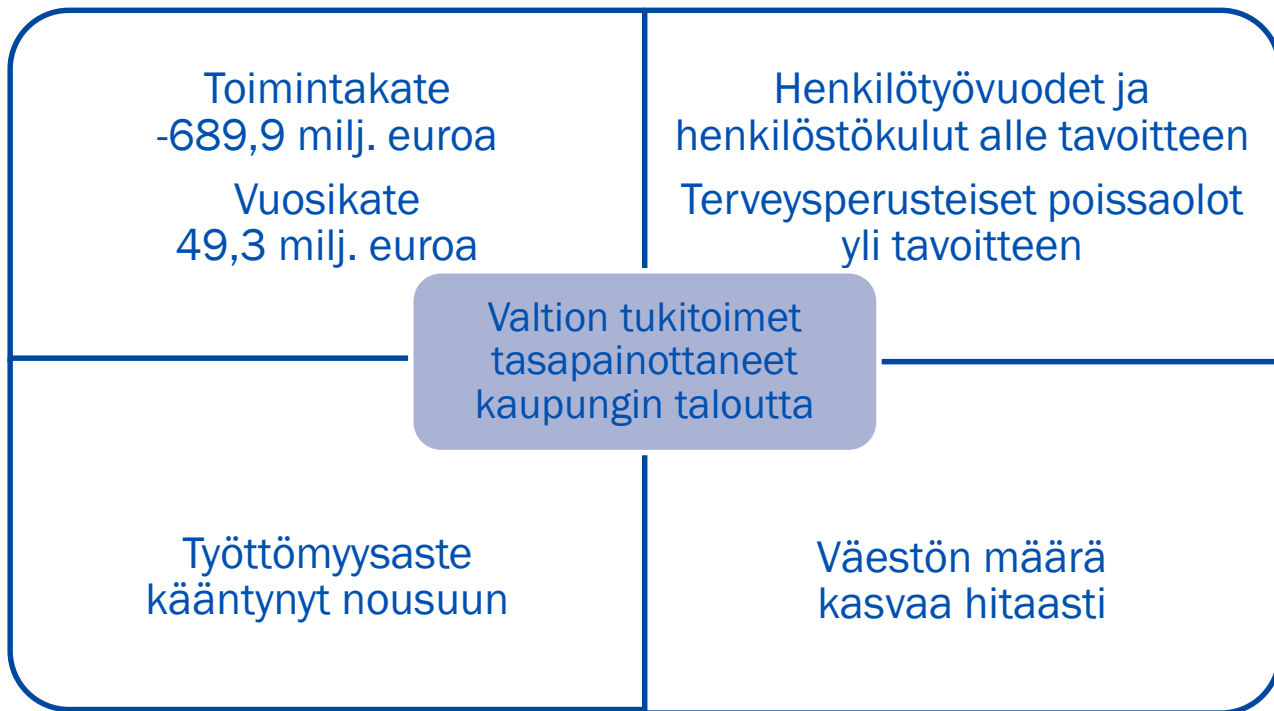 Toimintakate
-689,9 milj. euroa
Vuosikate
49,3 milj. euroa
Henkilötyövuodet ja
henkilöstökulut alle tavoitteen
Terveysperusteiset poissaolot
yli tavoitteen
Valtion tukitoimet
tasapainottaneet
kaupungin taloutta
Työttömyysaste
kääntynyt nousuun
Väestön määrä
kasvaa hitaasti